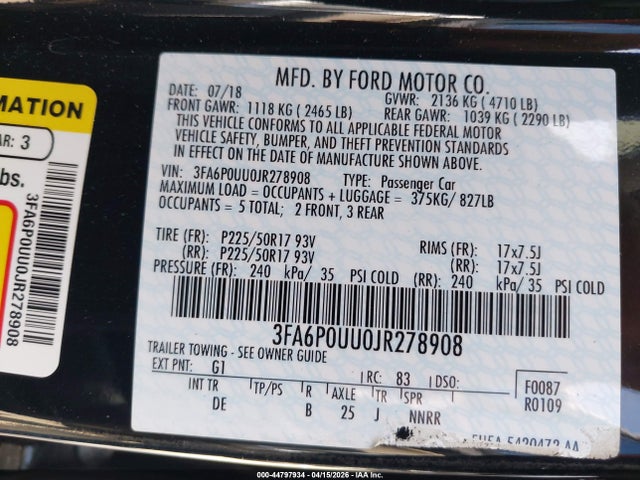 MATION
AR: 3
bs.
3FA6P0UU0JR278908
MFD. BY FORD MOTOR CO.
DATE: 07/18 GVWR: 2136 KG ( 4710 LB)
FRONT GAWR: 1118 KG ( 2465 LB) REAR GAWR: 1039 KG ( 2290 LB)
THIS VEHICLE CONFORMS TO ALL APPLICABLE FEDERAL MOTOR
VEHICLE SAFETY, BUMPER, AND THEFT PREVENTION STANDARDS
IN EFFECT ON THE DATE OF MANUFACTURE SHOWN ABOVE.
VIN: 3FA6P0UU0JR278908 TYPE: Passenger Car
MAXIMUM LOAD = OCCUPANTS + LUGGAGE = 375KG/ 827LB
OCCUPANTS = 5 TOTAL; 2 FRONT, 3 REAR
TIRE (FR): P225/50R17 93V RIMS (FR): 17x7.5J
(RR): P225/50R17 93V (RR): 17x7.5J
PRESSURE (FR): 240 kPa/ 35 PSI COLD (RR): 240 kPa/ 35 PSI COLD
3FA6P0UU0JR278908
TRAILER TOWING - SEE OWNER GUIDE
EXT PNT: G1 RC: 83 DSO: F0087
R0109
INT TR TP/PS R AXLE TR SPR
DE B 25 J NNRR
000-44797934 - 04/15/2026 - IAA Inc.